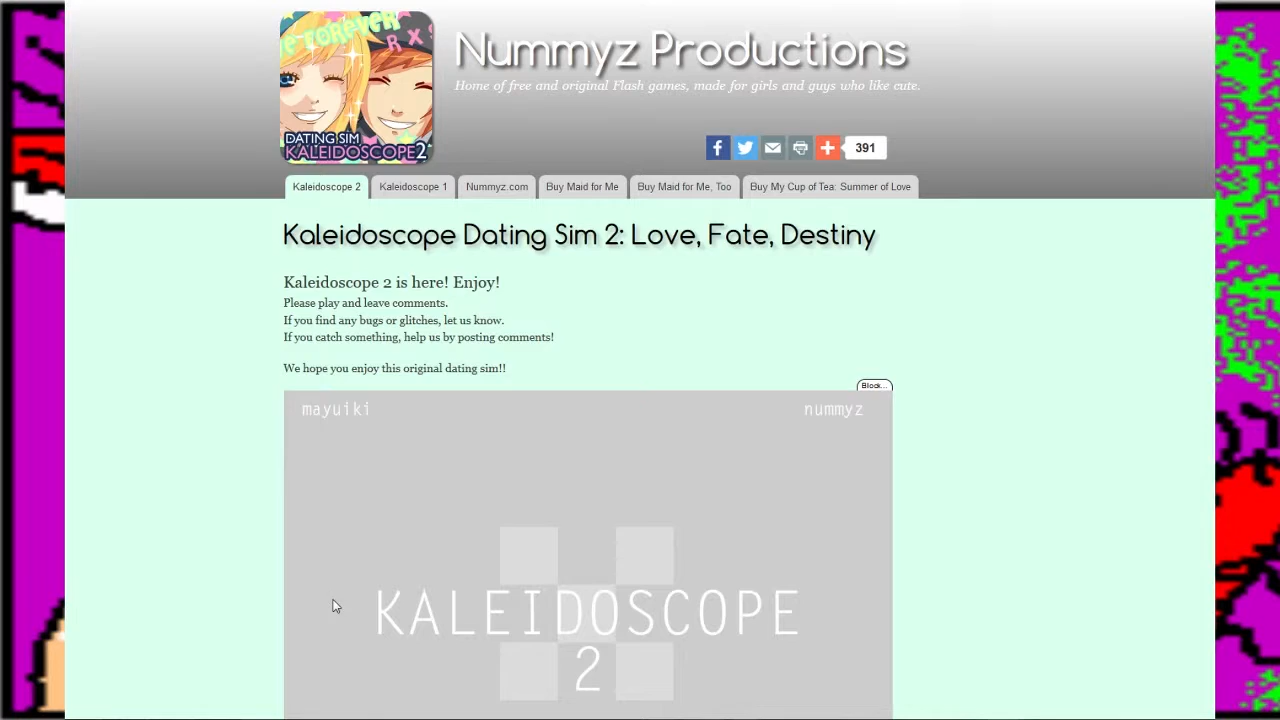 E FOREVER
R X
DATING SIM
KALEIDOSCOPE2
Nummyz Productions
Home of free and original Flash games, made for girls and guys who like cute.
391
Kaleidoscope 2 Kaleidoscope 1 Nummyz.com Buy Maid for Me Buy Maid for Me, Too Buy My Cup of Tea: Summer of Love
Kaleidoscope Dating Sim 2: Love, Fate, Destiny
Kaleidoscope 2 is here! Enjoy!
Please play and leave comments.
If you find any bugs or glitches, let us know.
If you catch something, help us by posting comments!
We hope you enjoy this original dating sim!!
Block...
mayuiki nummyz
KALEIDOSCOPE
2